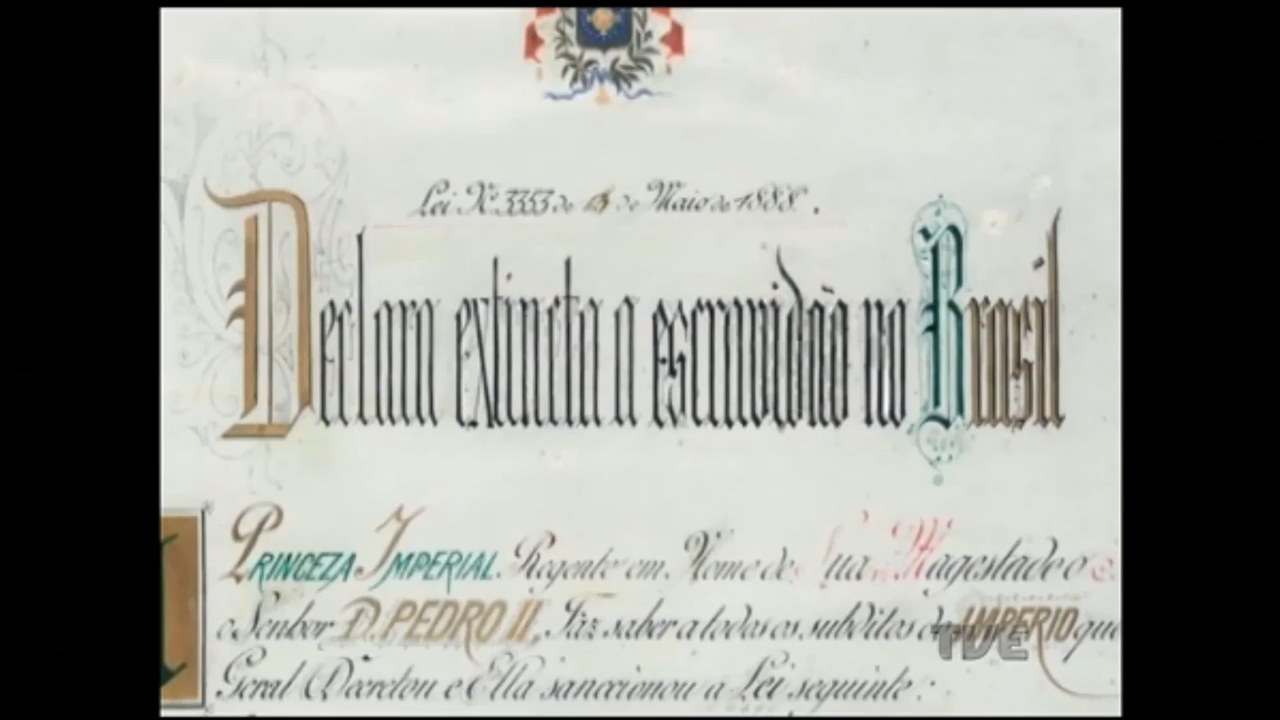 Lei Nº 3353 de 13 de Maio de 1888.
Declara extincta a escravidão no Brasil
A
PRINCEZA IMPERIAL Regente em Nome de Sua Magestade o
o Senhor D. PEDRO II, Faz saber a todos os subditos do IMPERIO que
Geral Decretou e Ella sanccionou a Lei seguinte:
TVE